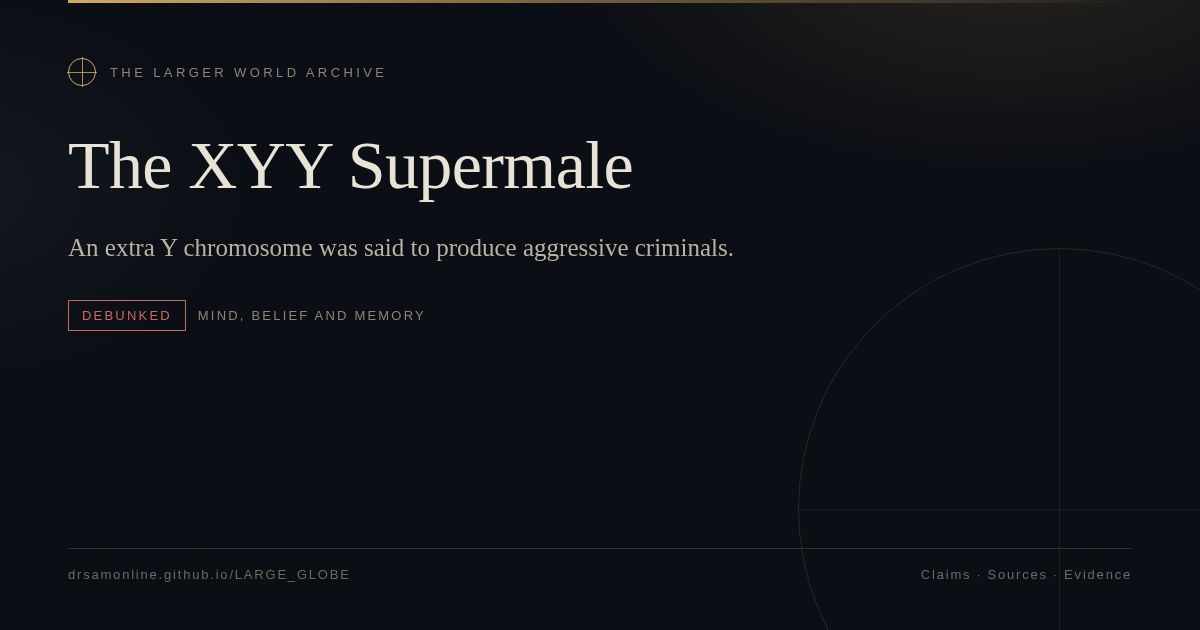 THE LARGER WORLD ARCHIVE
The XYY Supermale
An extra Y chromosome was said to produce aggressive criminals.
DEBUNKED MIND, BELIEF AND MEMORY
drsamonline.github.io/LARGE_GLOBE Claims · Sources · Evidence